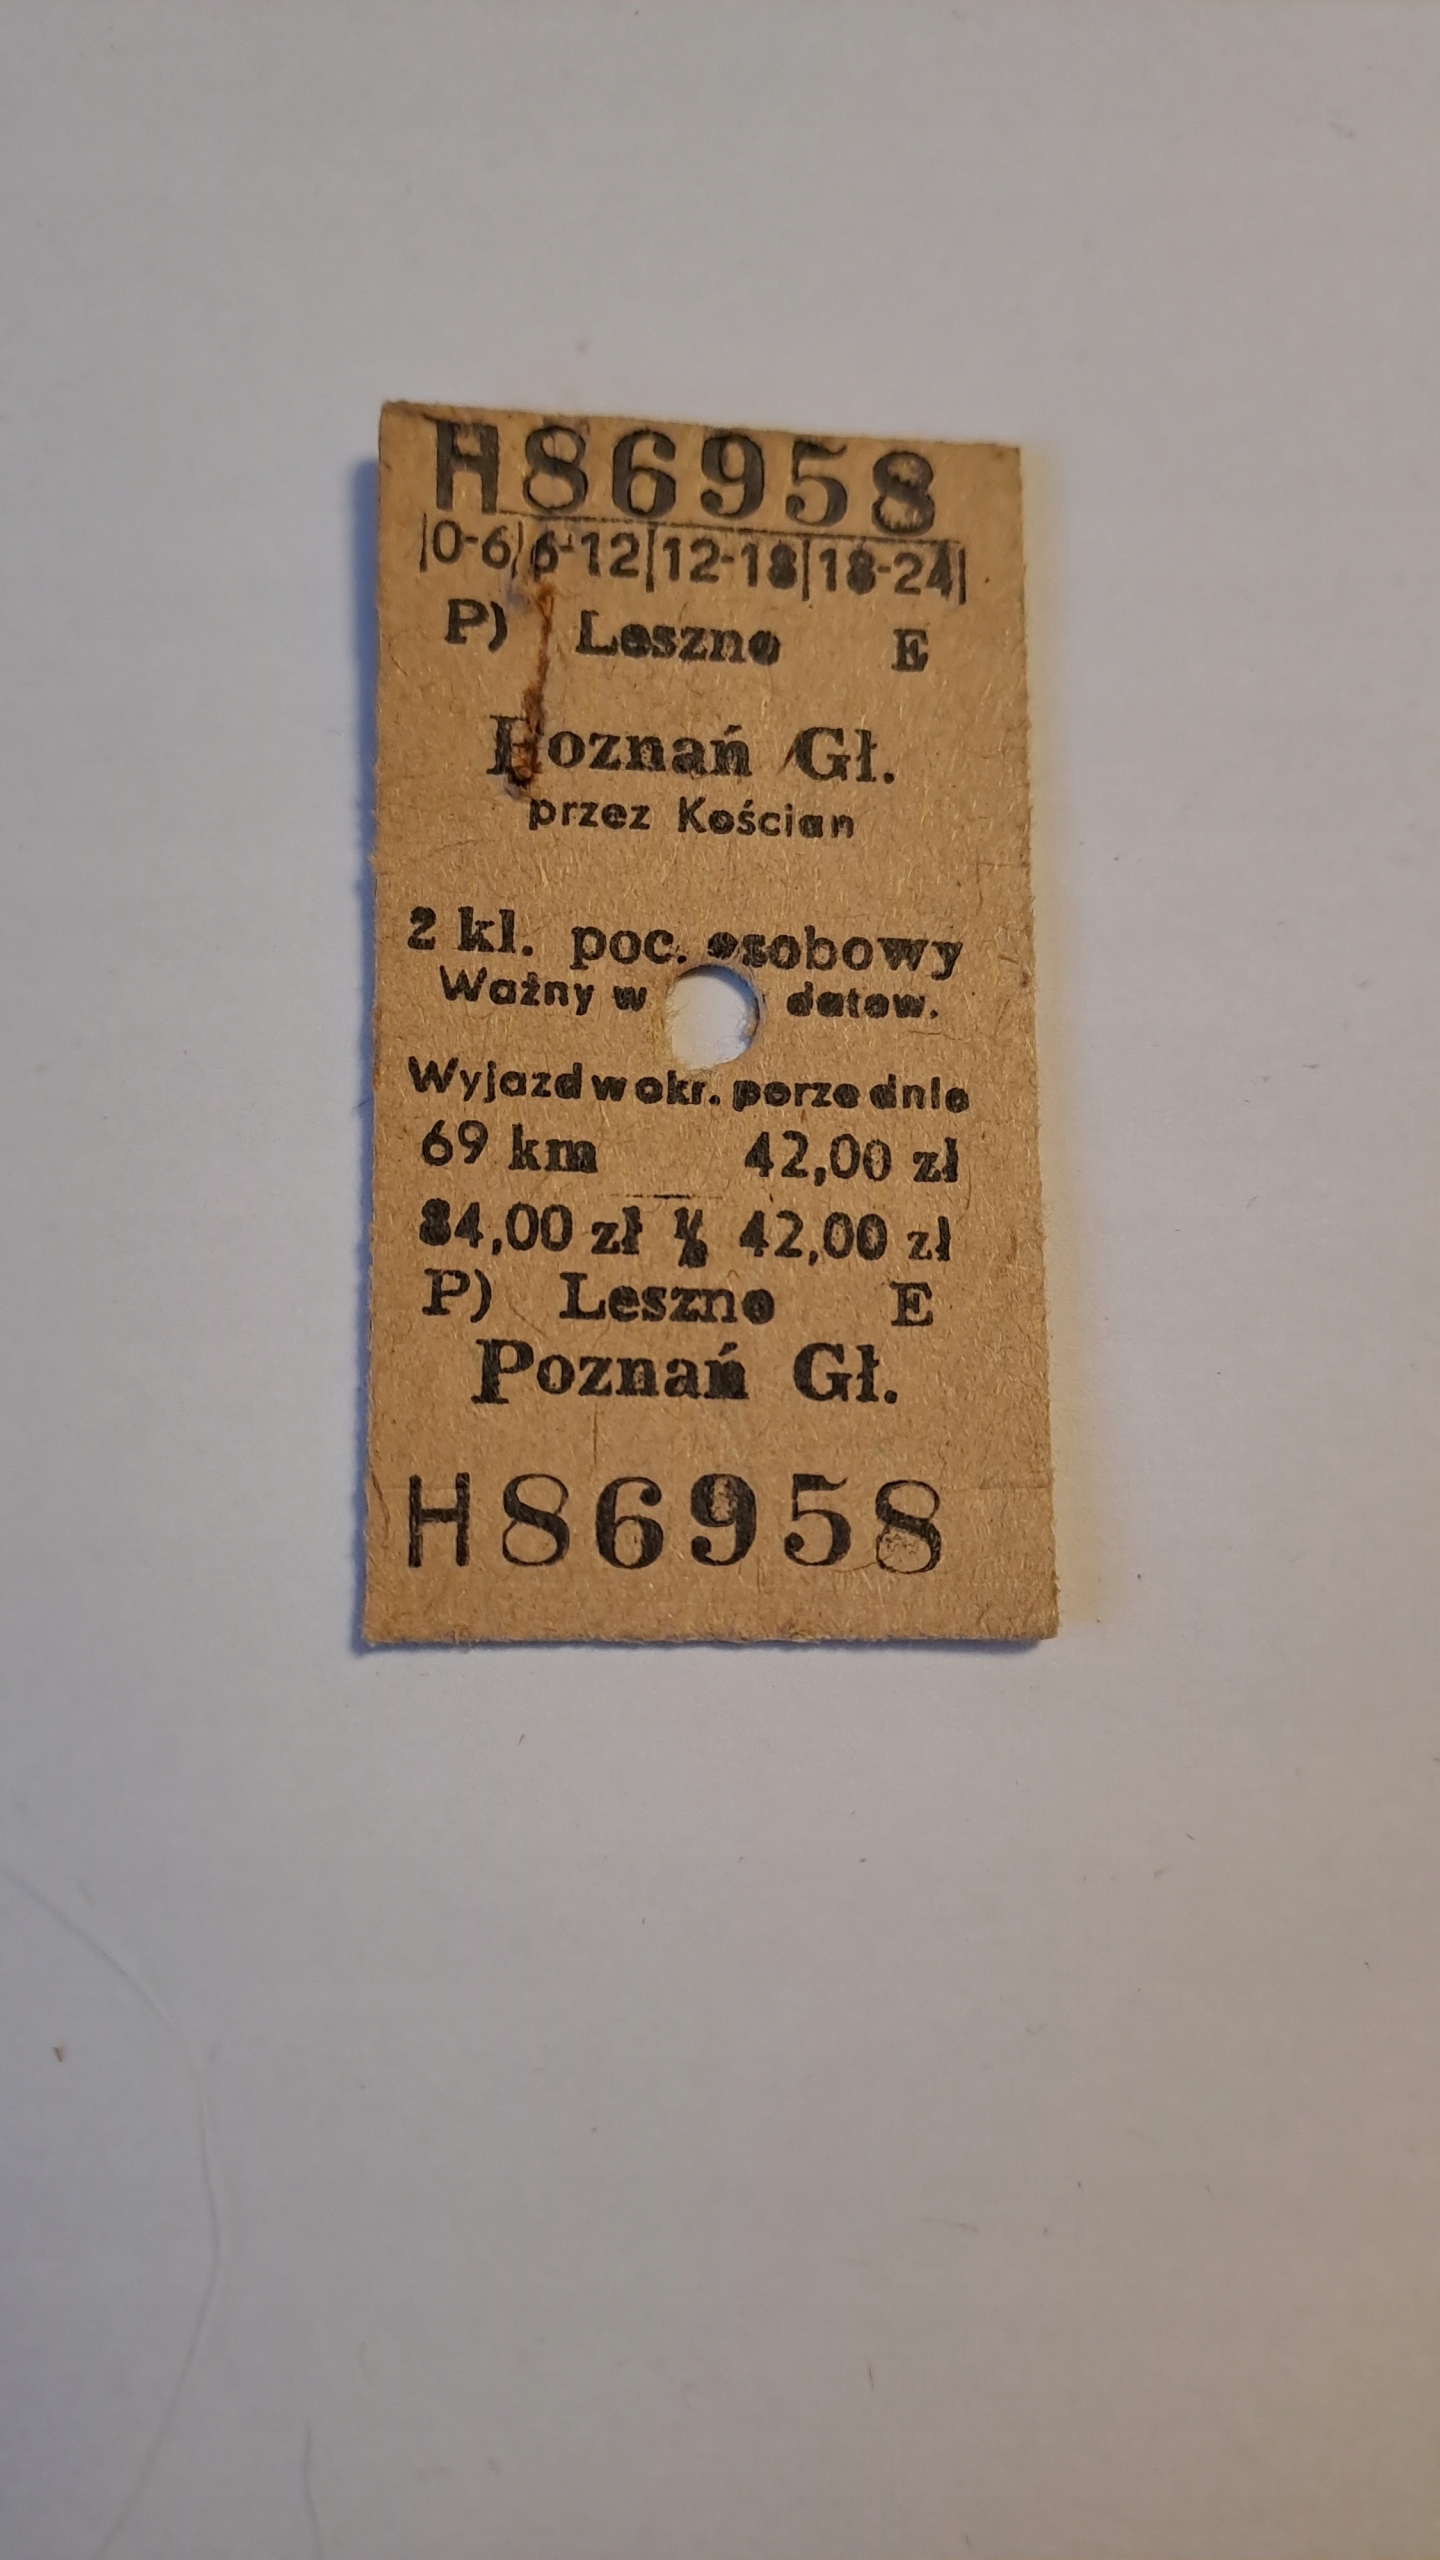 H86958
|0-6|6-12|12-18|18-24|
P) Leszno E
Poznań Gł.
przez Kościan
2 kl. poc. osobowy
Ważny w datow.
Wyjazd w okr. porze dnia
69 km 42,00 zł
84,00 zł ½ 42,00 zł
P) Leszno E
Poznań Gł.
H86958